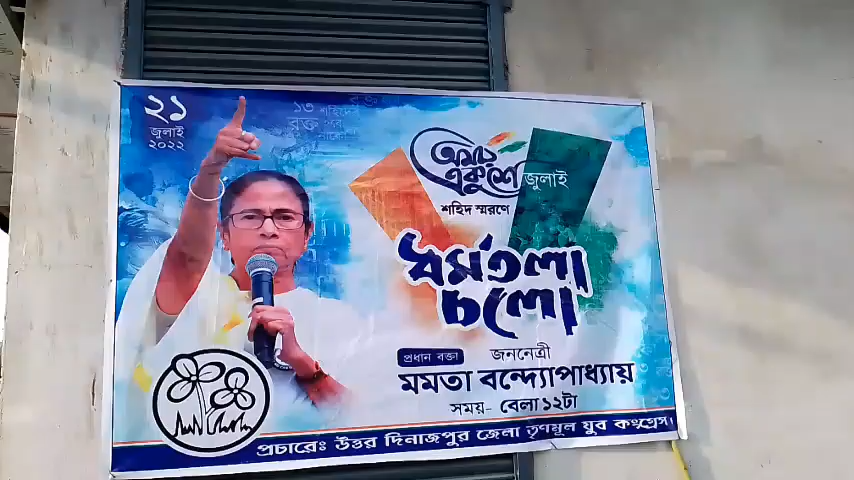 ২১
জুলাই
২০২২
অমর
একুশে
জুলাই
শহিদ স্মরণে
ধর্মতলা
চলো
প্রধান বক্তা
জননেত্রী
মমতা বন্দ্যোপাধ্যায়
সময়- বেলা ১২টা
প্রচারেঃ উত্তর দিনাজপুর জেলা তৃণমূল যুব কংগ্রেস।